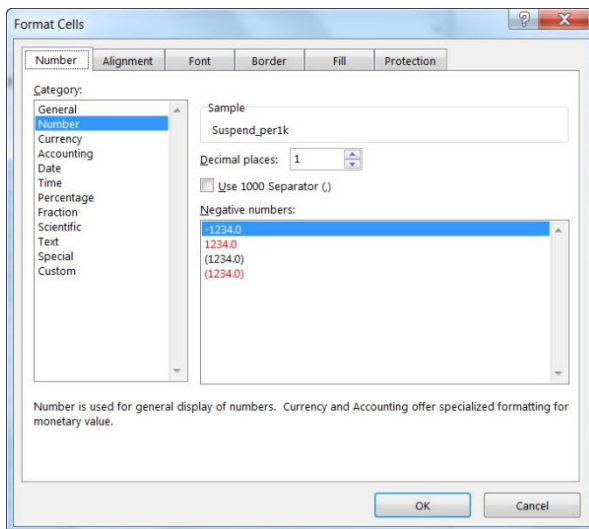 Format Cells
Number
Alignment
Font
Border
Fill
Protection
Category:
General
Number
Currency
Accounting
Date
Time
Percentage
Fraction
Scientific
Text
Special
Custom
Sample
Suspend_per1k
Decimal places: 1
Use 1000 Separator (,)
Negative numbers:
-1234.0
1234.0
(1234.0)
(1234.0)
Number is used for general display of numbers. Currency and Accounting offer specialized formatting for
monetary value.
OK
Cancel